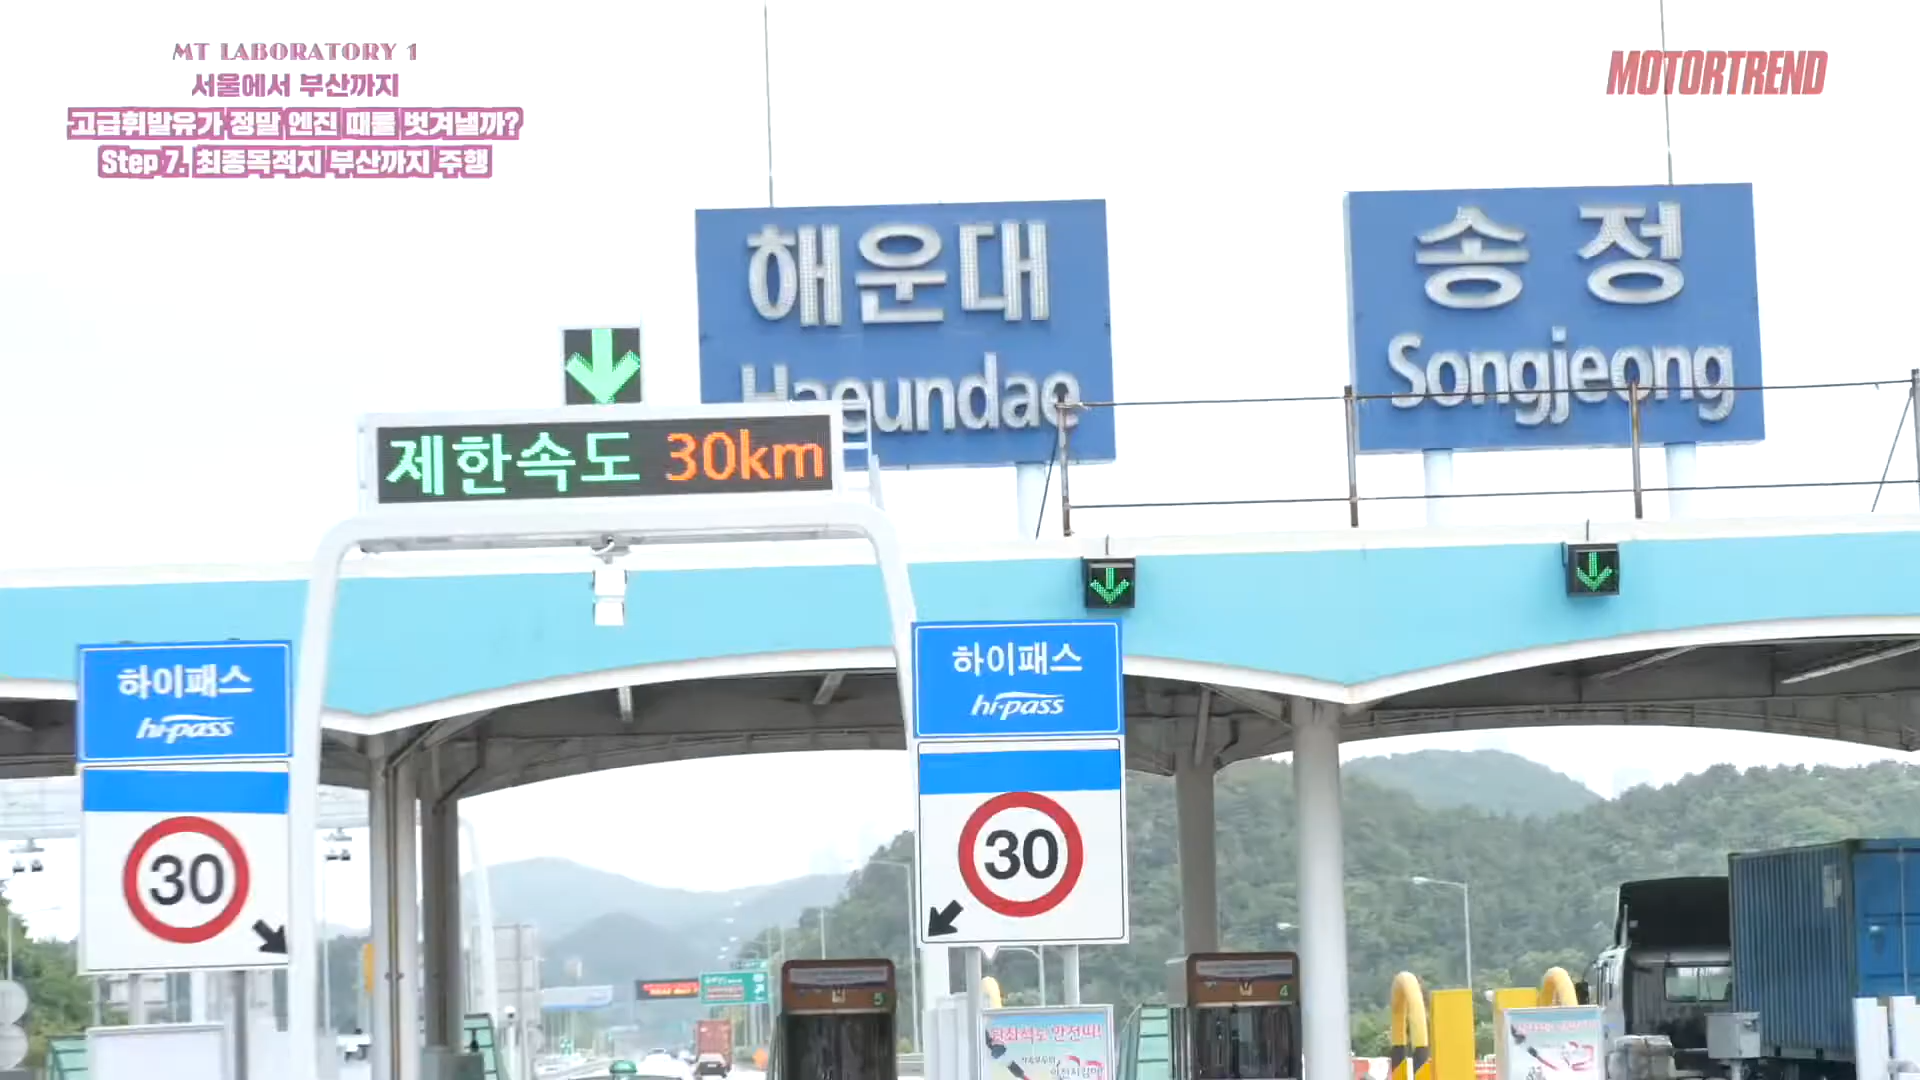 MT LABORATORY 1
서울에서 부산까지
고급휘발유가 정말 엔진 때를 벗겨낼까?
Step 7. 최종목적지 부산까지 주행
MOTORTREND
해운대
Haeundae
송정
Songjeong
제한속도 30km
하이패스
hi-pass
30
하이패스
hi-pass
30
5
4